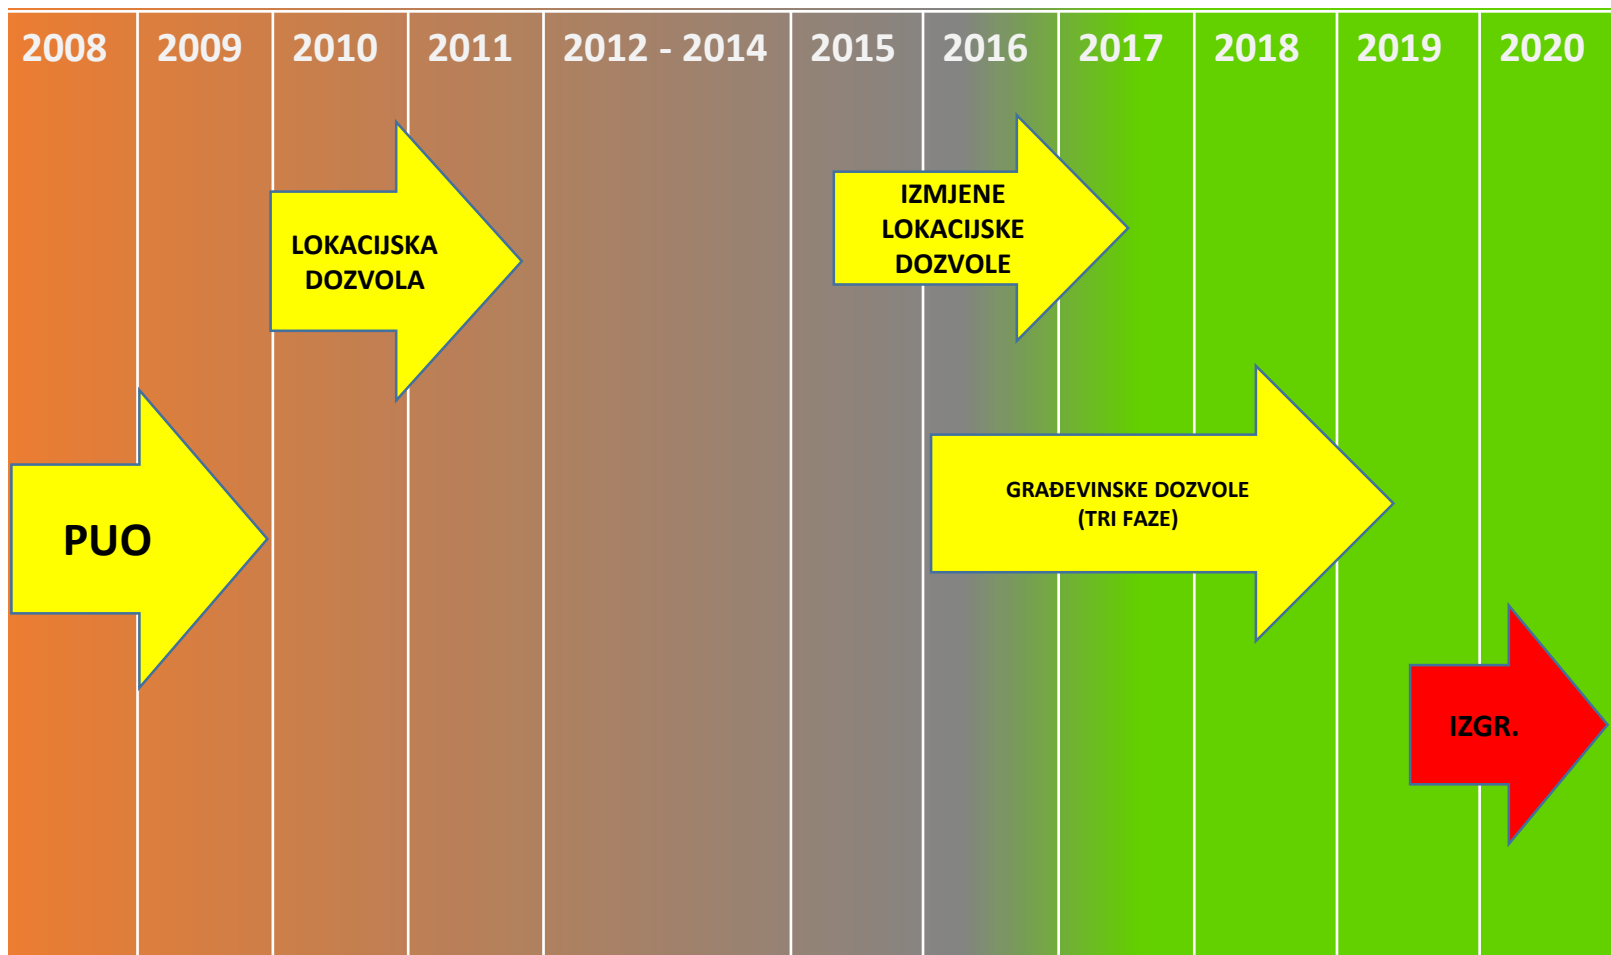 2008 2009 2010 2011 2012 - 2014 2015 2016 2017 2018 2019 2020
LOKACIJSKA
DOZVOLA
IZMJENE
LOKACIJSKE
DOZVOLE
PUO
GRAĐEVINSKE DOZVOLE
(TRI FAZE)
IZGR.